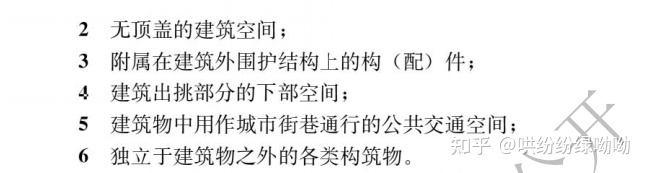 2 无顶盖的建筑空间；
3 附属在建筑外围护结构上的构（配）件；
4 建筑出挑部分的下部空间；
5 建筑物中用作城市街巷通行的公共交通空间；
6 独立于建筑物之外的各类构筑物。
知乎 @哄纷纷绿呦呦